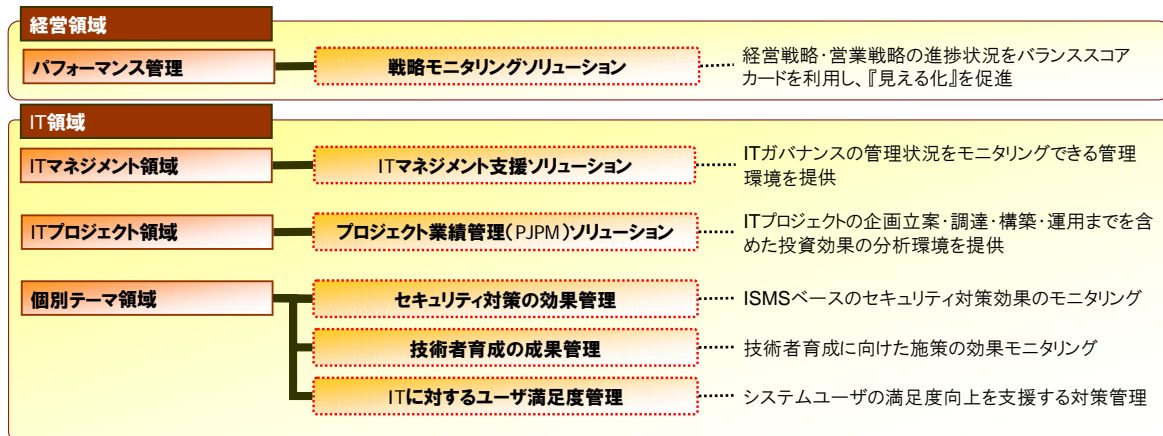 経営領域
パフォーマンス管理
戦略モニタリングソリューション
経営戦略・営業戦略の進捗状況をバランススコア
カードを利用し、『見える化』を促進
IT領域
ITマネジメント領域
ITマネジメント支援ソリューション
ITガバナンスの管理状況をモニタリングできる管理
環境を提供
ITプロジェクト領域
プロジェクト業績管理(PJPM)ソリューション
ITプロジェクトの企画立案・調達・構築・運用までを含
めた投資効果の分析環境を提供
個別テーマ領域
セキュリティ対策の効果管理
ISMSベースのセキュリティ対策効果のモニタリング
技術者育成の成果管理
技術者育成に向けた施策の効果モニタリング
ITに対するユーザ満足度管理
システムユーザの満足度向上を支援する対策管理